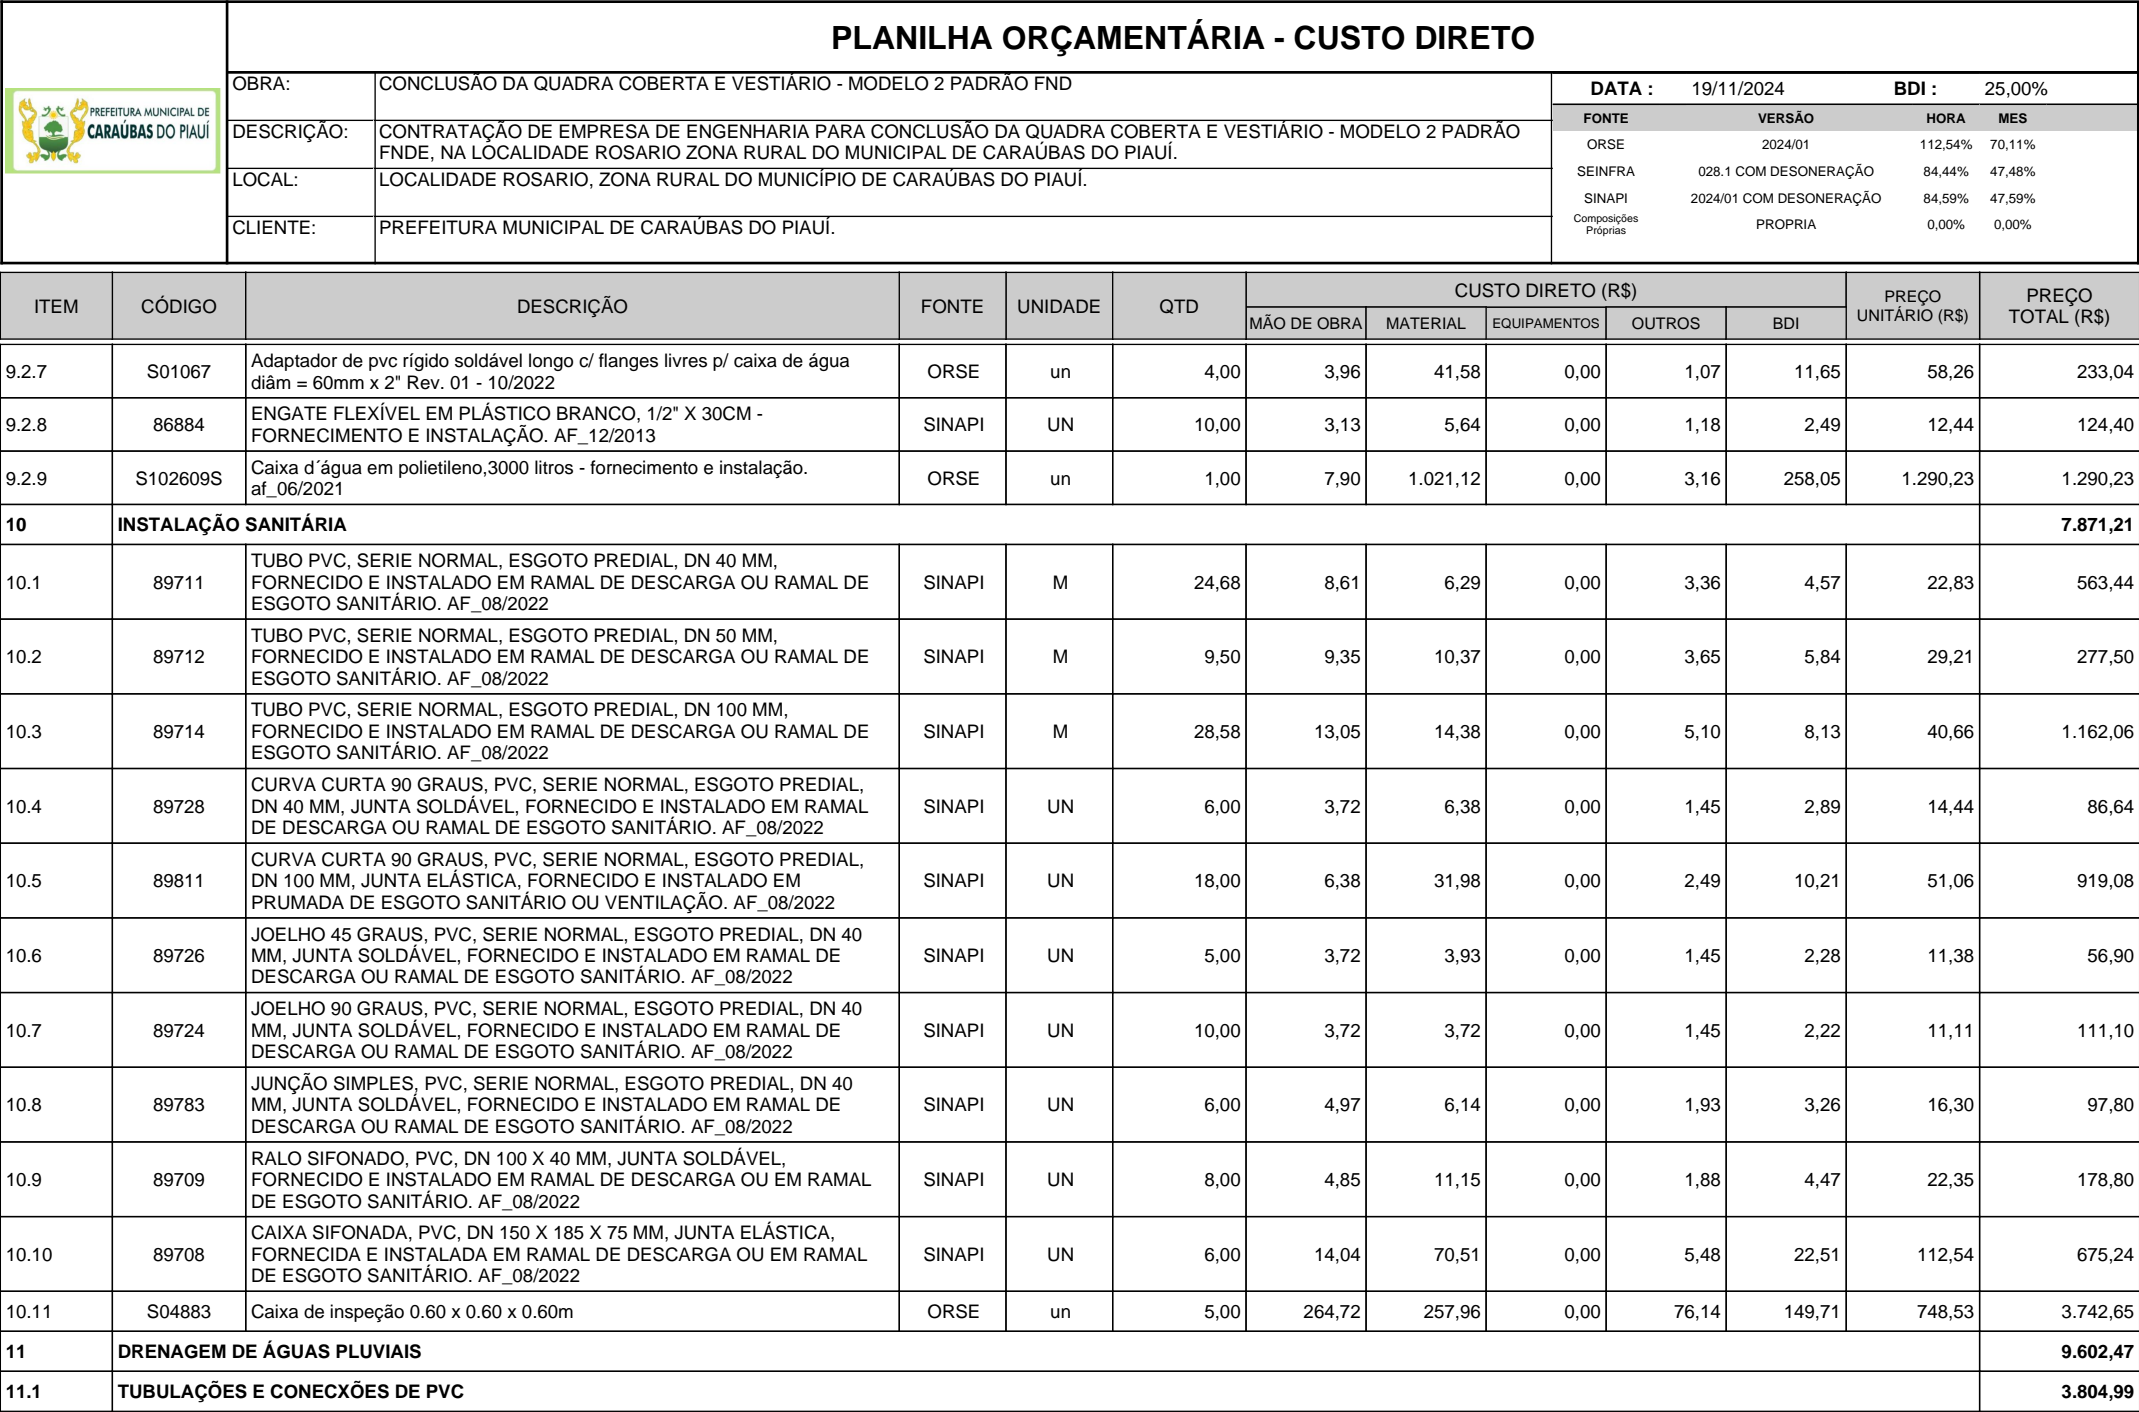 PLANILHA ORÇAMENTÁRIA - CUSTO DIRETO
PREFEITURA MUNICIPAL DE
CARAÚBAS DO PIAUÍ
OBRA: CONCLUSÃO DA QUADRA COBERTA E VESTIÁRIO - MODELO 2 PADRÃO FND
DESCRIÇÃO: CONTRATAÇÃO DE EMPRESA DE ENGENHARIA PARA CONCLUSÃO DA QUADRA COBERTA E VESTIÁRIO - MODELO 2 PADRÃO
FNDE, NA LOCALIDADE ROSARIO ZONA RURAL DO MUNICIPAL DE CARAÚBAS DO PIAUÍ.
LOCAL: LOCALIDADE ROSARIO, ZONA RURAL DO MUNICÍPIO DE CARAÚBAS DO PIAUÍ.
CLIENTE: PREFEITURA MUNICIPAL DE CARAÚBAS DO PIAUÍ.
DATA : 19/11/2024 BDI : 25,00%
FONTE VERSÃO HORA MES
ORSE 2024/01 112,54% 70,11%
SEINFRA 028.1 COM DESONERAÇÃO 84,44% 47,48%
SINAPI 2024/01 COM DESONERAÇÃO 84,59% 47,59%
Composições
Próprias PROPRIA 0,00% 0,00%
ITEM CÓDIGO DESCRIÇÃO FONTE UNIDADE QTD CUSTO DIRETO (R$) PREÇO
UNITÁRIO (R$) PREÇO
TOTAL (R$)
MÃO DE OBRA MATERIAL EQUIPAMENTOS OUTROS BDI
9.2.7 S01067 Adaptador de pvc rígido soldável longo c/ flanges livres p/ caixa de água
diâm = 60mm x 2" Rev. 01 - 10/2022 ORSE un 4,00 3,96 41,58 0,00 1,07 11,65 58,26 233,04
9.2.8 86884 ENGATE FLEXÍVEL EM PLÁSTICO BRANCO, 1/2" X 30CM -
FORNECIMENTO E INSTALAÇÃO. AF_12/2013 SINAPI UN 10,00 3,13 5,64 0,00 1,18 2,49 12,44 124,40
9.2.9 S102609S Caixa d´água em polietileno,3000 litros - fornecimento e instalação.
af_06/2021 ORSE un 1,00 7,90 1.021,12 0,00 3,16 258,05 1.290,23 1.290,23
10 INSTALAÇÃO SANITÁRIA 7.871,21
10.1 89711 TUBO PVC, SERIE NORMAL, ESGOTO PREDIAL, DN 40 MM,
FORNECIDO E INSTALADO EM RAMAL DE DESCARGA OU RAMAL DE
ESGOTO SANITÁRIO. AF_08/2022 SINAPI M 24,68 8,61 6,29 0,00 3,36 4,57 22,83 563,44
10.2 89712 TUBO PVC, SERIE NORMAL, ESGOTO PREDIAL, DN 50 MM,
FORNECIDO E INSTALADO EM RAMAL DE DESCARGA OU RAMAL DE
ESGOTO SANITÁRIO. AF_08/2022 SINAPI M 9,50 9,35 10,37 0,00 3,65 5,84 29,21 277,50
10.3 89714 TUBO PVC, SERIE NORMAL, ESGOTO PREDIAL, DN 100 MM,
FORNECIDO E INSTALADO EM RAMAL DE DESCARGA OU RAMAL DE
ESGOTO SANITÁRIO. AF_08/2022 SINAPI M 28,58 13,05 14,38 0,00 5,10 8,13 40,66 1.162,06
10.4 89728 CURVA CURTA 90 GRAUS, PVC, SERIE NORMAL, ESGOTO PREDIAL,
DN 40 MM, JUNTA SOLDÁVEL, FORNECIDO E INSTALADO EM RAMAL
DE DESCARGA OU RAMAL DE ESGOTO SANITÁRIO. AF_08/2022 SINAPI UN 6,00 3,72 6,38 0,00 1,45 2,89 14,44 86,64
10.5 89811 CURVA CURTA 90 GRAUS, PVC, SERIE NORMAL, ESGOTO PREDIAL,
DN 100 MM, JUNTA ELÁSTICA, FORNECIDO E INSTALADO EM
PRUMADA DE ESGOTO SANITÁRIO OU VENTILAÇÃO. AF_08/2022 SINAPI UN 18,00 6,38 31,98 0,00 2,49 10,21 51,06 919,08
10.6 89726 JOELHO 45 GRAUS, PVC, SERIE NORMAL, ESGOTO PREDIAL, DN 40
MM, JUNTA SOLDÁVEL, FORNECIDO E INSTALADO EM RAMAL DE
DESCARGA OU RAMAL DE ESGOTO SANITÁRIO. AF_08/2022 SINAPI UN 5,00 3,72 3,93 0,00 1,45 2,28 11,38 56,90
10.7 89724 JOELHO 90 GRAUS, PVC, SERIE NORMAL, ESGOTO PREDIAL, DN 40
MM, JUNTA SOLDÁVEL, FORNECIDO E INSTALADO EM RAMAL DE
DESCARGA OU RAMAL DE ESGOTO SANITÁRIO. AF_08/2022 SINAPI UN 10,00 3,72 3,72 0,00 1,45 2,22 11,11 111,10
10.8 89783 JUNÇÃO SIMPLES, PVC, SERIE NORMAL, ESGOTO PREDIAL, DN 40
MM, JUNTA SOLDÁVEL, FORNECIDO E INSTALADO EM RAMAL DE
DESCARGA OU RAMAL DE ESGOTO SANITÁRIO. AF_08/2022 SINAPI UN 6,00 4,97 6,14 0,00 1,93 3,26 16,30 97,80
10.9 89709 RALO SIFONADO, PVC, DN 100 X 40 MM, JUNTA SOLDÁVEL,
FORNECIDO E INSTALADO EM RAMAL DE DESCARGA OU EM RAMAL
DE ESGOTO SANITÁRIO. AF_08/2022 SINAPI UN 8,00 4,85 11,15 0,00 1,88 4,47 22,35 178,80
10.10 89708 CAIXA SIFONADA, PVC, DN 150 X 185 X 75 MM, JUNTA ELÁSTICA,
FORNECIDA E INSTALADA EM RAMAL DE DESCARGA OU EM RAMAL
DE ESGOTO SANITÁRIO. AF_08/2022 SINAPI UN 6,00 14,04 70,51 0,00 5,48 22,51 112,54 675,24
10.11 S04883 Caixa de inspeção 0.60 x 0.60 x 0.60m ORSE un 5,00 264,72 257,96 0,00 76,14 149,71 748,53 3.742,65
11 DRENAGEM DE ÁGUAS PLUVIAIS 9.602,47
11.1 TUBULAÇÕES E CONECXÕES DE PVC 3.804,99